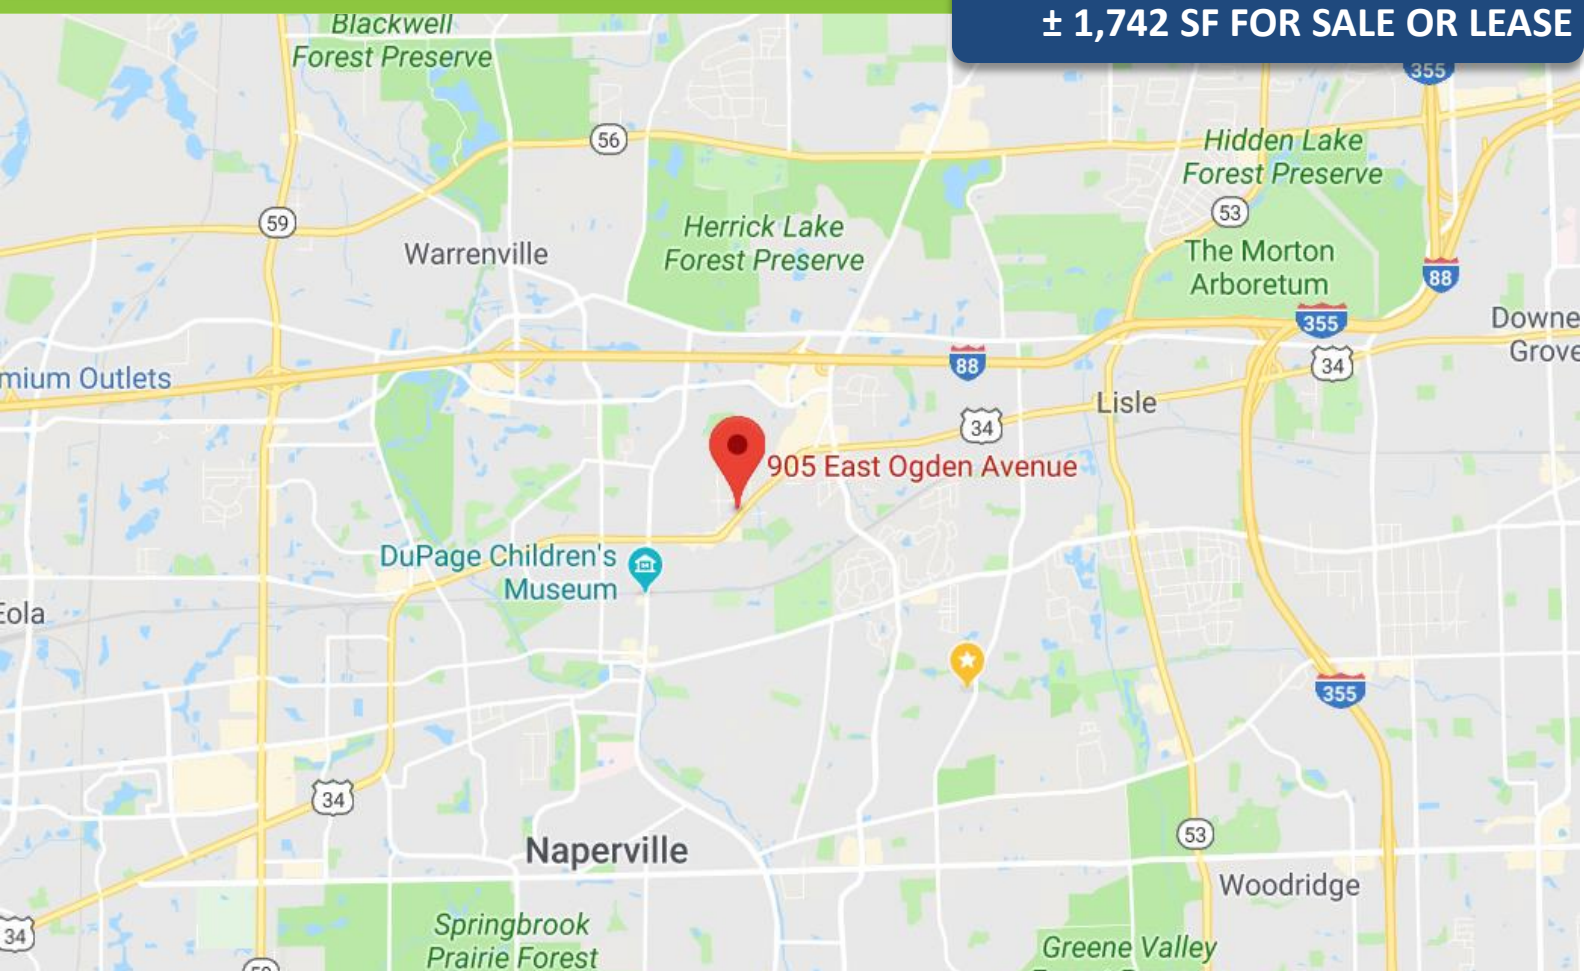 ± 1,742 SF FOR SALE OR LEASE
Blackwell
Forest Preserve
355
56
Hidden Lake
Forest Preserve
59
53
Herrick Lake
Forest Preserve
Warrenville
The Morton
Arboretum
88
355
Downe
Grove
34
88
mium Outlets
Lisle
34
905 East Ogden Avenue
DuPage Children's
Museum
Eola
355
34
53
Naperville
Woodridge
Springbrook
Prairie Forest
34
Greene Valley